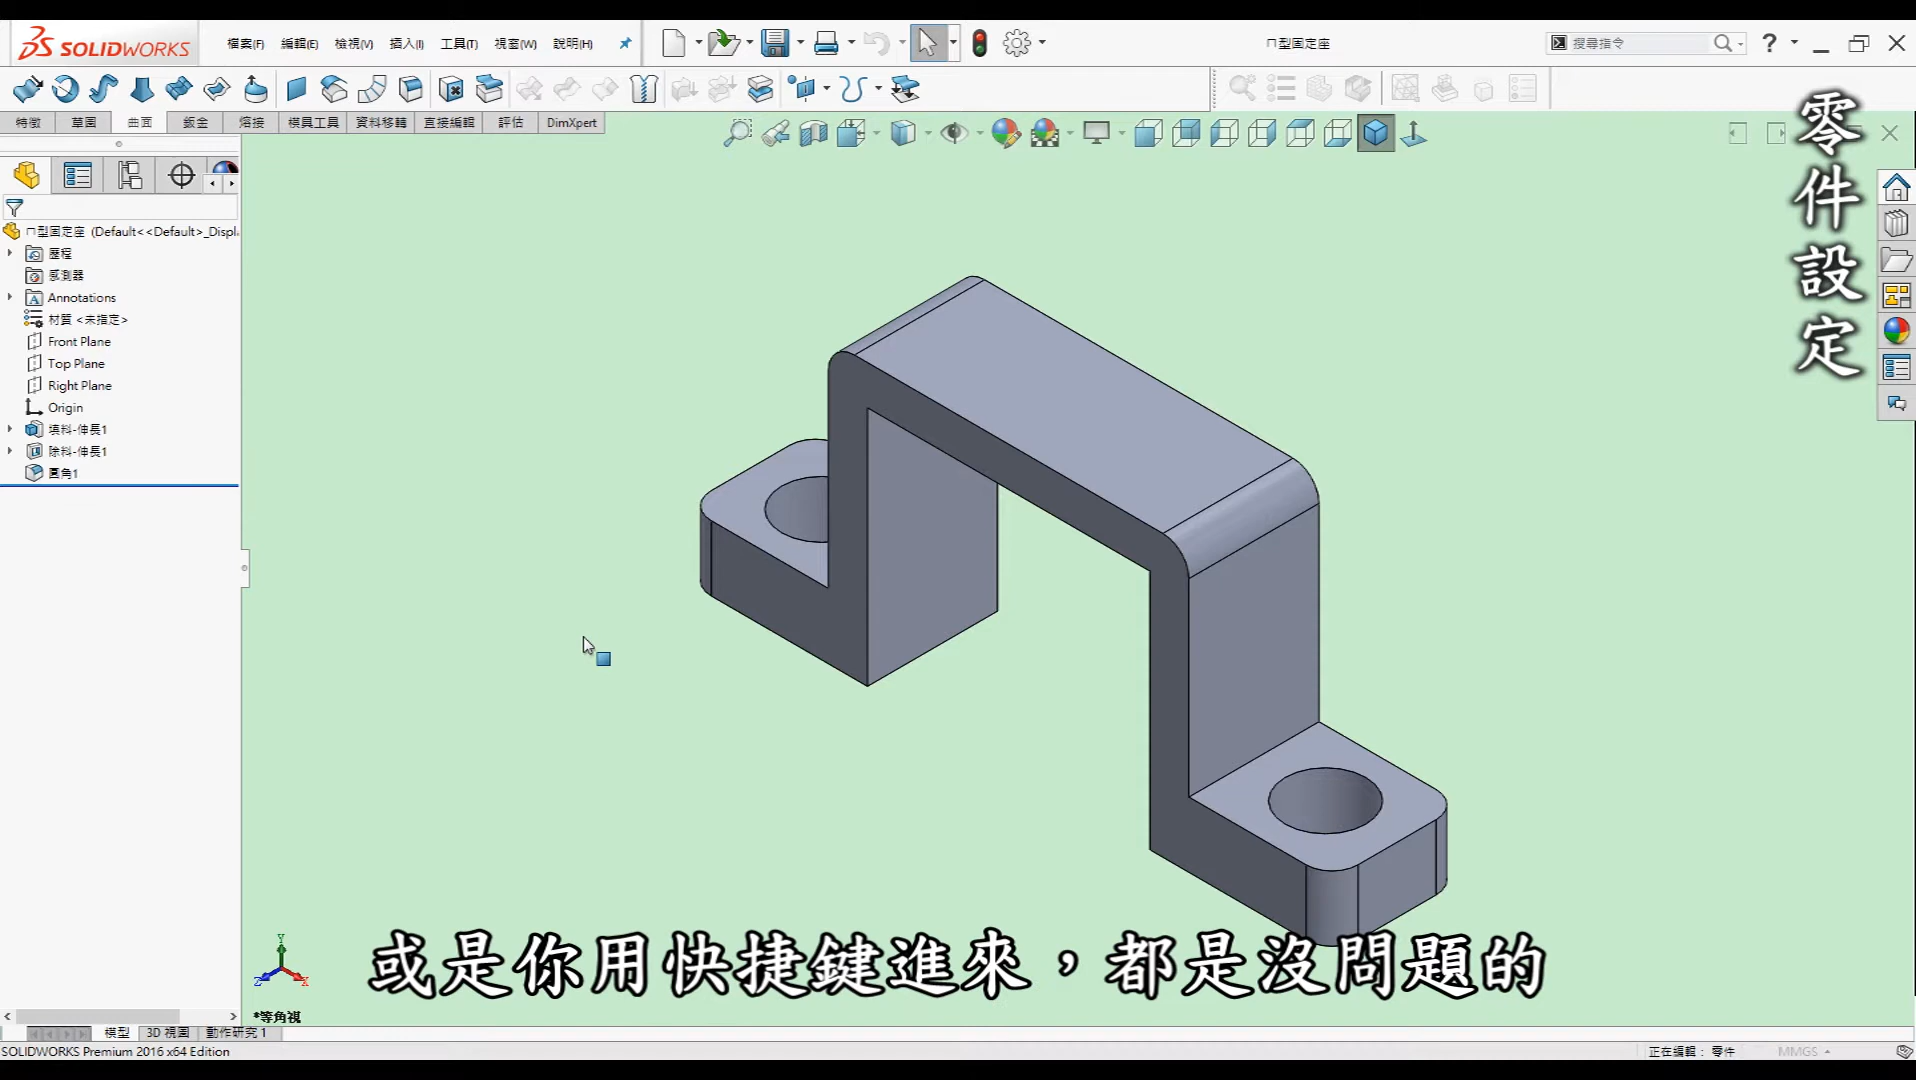 SOLIDWORKS
檔案(F)
編輯(E)
檢視(V)
插入(I)
工具(T)
視窗(W)
說明(H)
ㄇ型固定座
搜尋指令
特徵
草圖
曲面
鈑金
熔接
模具工具
資料移轉
直接編輯
評估
DimXpert
零件設定
ㄇ型固定座 (Default<<Default>_Displ
歷程
感測器
Annotations
材質 <未指定>
Front Plane
Top Plane
Right Plane
Origin
填料-伸長1
除料-伸長1
圓角1
Y
Z
X
*等角視
或是你用快捷鍵進來，都是沒問題的
模型
3D 視圖
動作研究 1
SOLIDWORKS Premium 2016 x64 Edition
正在編輯： 零件
MMGS